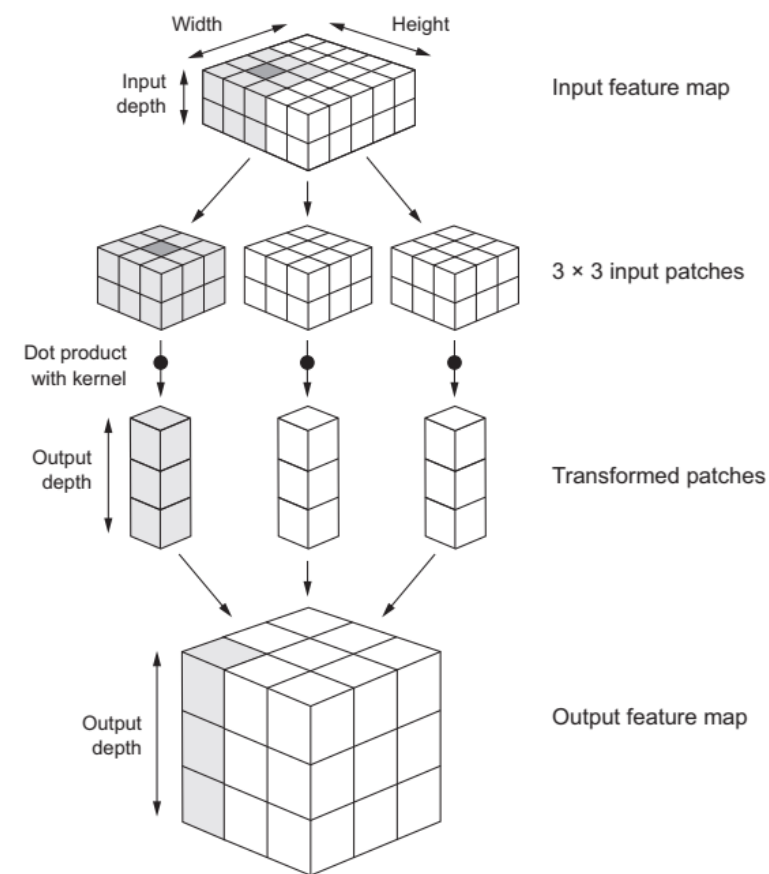 Width
Height
Input
depth
Input feature map
3 × 3 input patches
Dot product
with kernel
Output
depth
Transformed patches
Output
depth
Output feature map